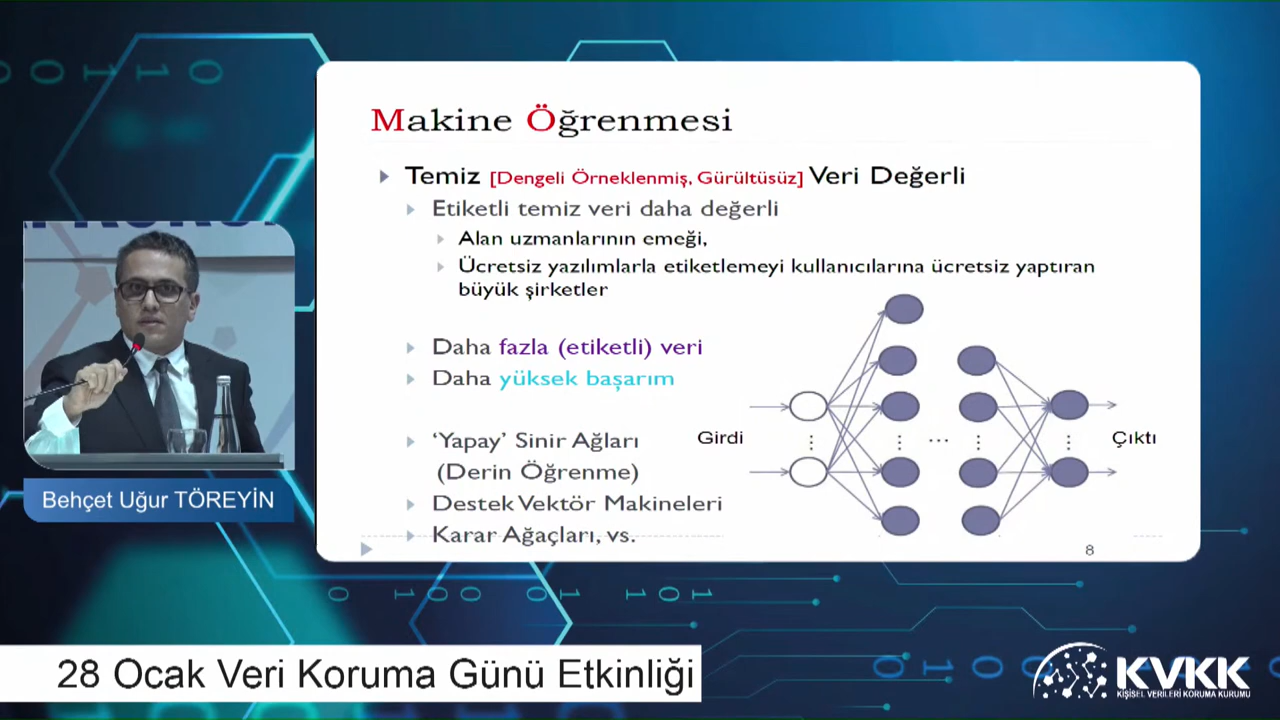 Makine Öğrenmesi
Temiz [Dengeli Örneklenmiş, Gürültüsüz] Veri Değerli
Etiketli temiz veri daha değerli
Alan uzmanlarının emeği,
Ücretsiz yazılımlarla etiketlemeyi kullanıcılarına ücretsiz yaptıran
büyük şirketler
Daha fazla (etiketli) veri
Daha yüksek başarım
‘Yapay’ Sinir Ağları
(Derin Öğrenme)
Destek Vektör Makineleri
Karar Ağaçları, vs.
Girdi
...
Çıktı
8
Behçet Uğur TÖREYİN
28 Ocak Veri Koruma Günü Etkinliği
KVKK
KİŞİSEL VERİLERİ KORUMA KURUMU